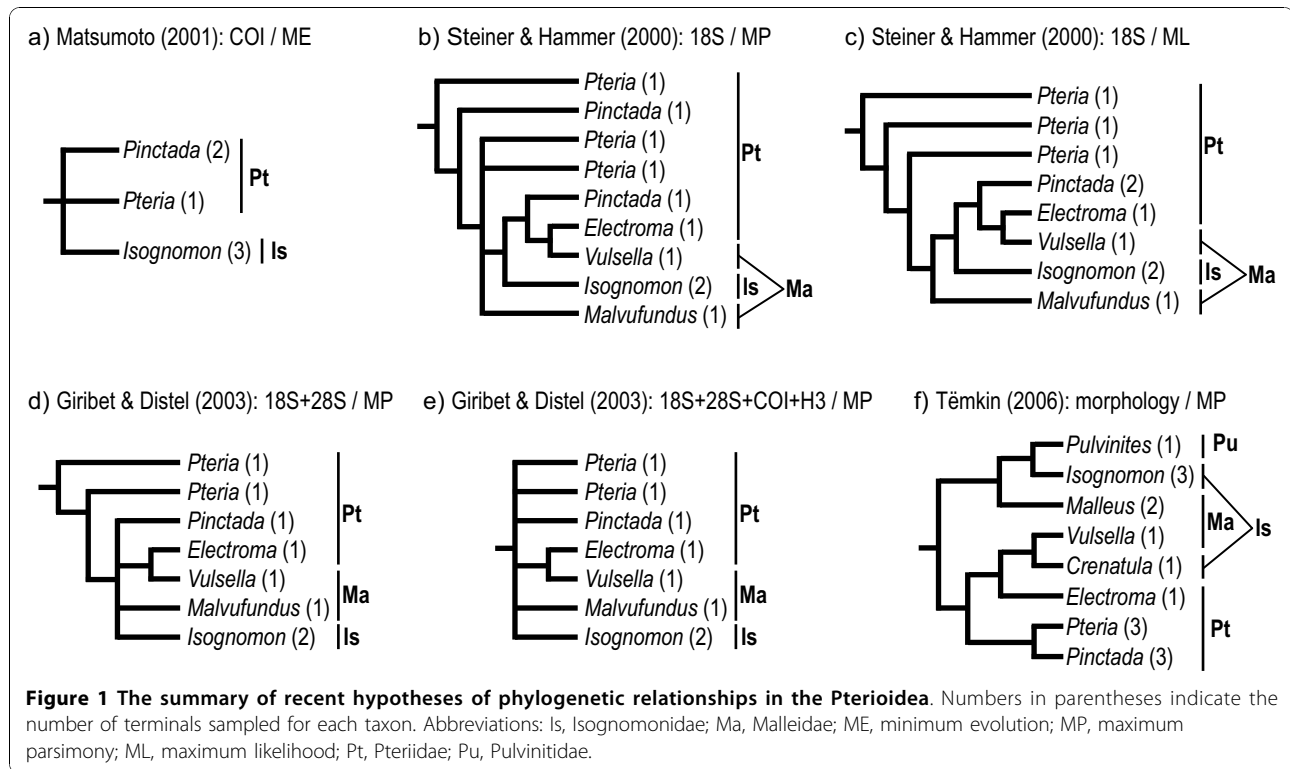 a) Matsumoto (2001): COI / ME
Pinctada (2)
Pteria (1)
Isognomon (3)
Pt
Is
b) Steiner & Hammer (2000): 18S / MP
Pteria (1)
Pinctada (1)
Pteria (1)
Pteria (1)
Pinctada (1)
Electroma (1)
Vulsella (1)
Isognomon (2)
Malvufundus (1)
Pt
Is
Ma
c) Steiner & Hammer (2000): 18S / ML
Pteria (1)
Pteria (1)
Pteria (1)
Pinctada (2)
Electroma (1)
Vulsella (1)
Isognomon (2)
Malvufundus (1)
Pt
Is
Ma
d) Giribet & Distel (2003): 18S+28S / MP
Pteria (1)
Pteria (1)
Pinctada (1)
Electroma (1)
Vulsella (1)
Malvufundus (1)
Isognomon (2)
Pt
Ma
Is
e) Giribet & Distel (2003): 18S+28S+COI+H3 / MP
Pteria (1)
Pteria (1)
Pinctada (1)
Electroma (1)
Vulsella (1)
Malvufundus (1)
Isognomon (2)
Pt
Ma
Is
f) Tëmkin (2006): morphology / MP
Pulvinites (1)
Isognomon (3)
Malleus (2)
Vulsella (1)
Crenatula (1)
Electroma (1)
Pteria (3)
Pinctada (3)
Pu
Ma
Is
Pt
Figure 1 The summary of recent hypotheses of phylogenetic relationships in the Pterioidea. Numbers in parentheses indicate the
number of terminals sampled for each taxon. Abbreviations: Is, Isognomonidae; Ma, Malleidae; ME, minimum evolution; MP, maximum
parsimony; ML, maximum likelihood; Pt, Pteriidae; Pu, Pulvinitidae.